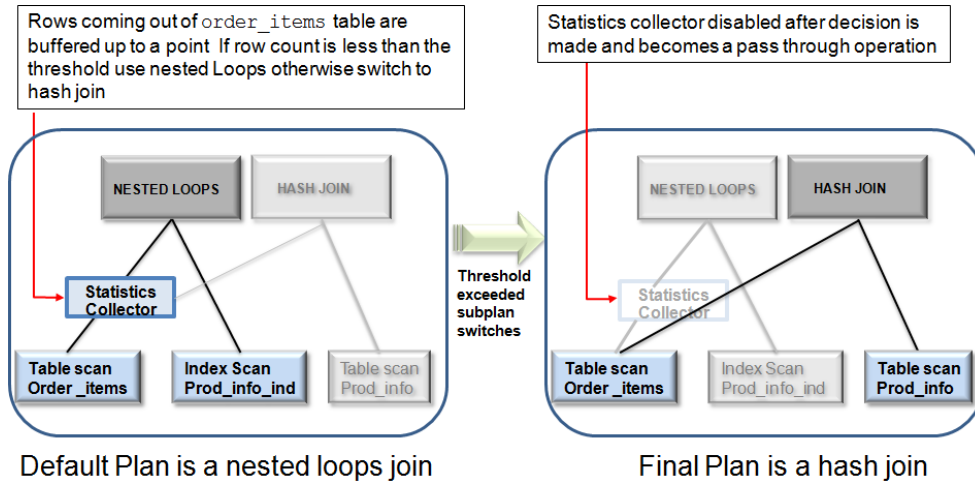 Rows coming out of order_items table are
buffered up to a point  If row count is less than the
threshold use nested Loops otherwise switch to
hash join
Statistics collector disabled after decision is
made and becomes a pass through operation
NESTED LOOPS
HASH JOIN
Statistics
Collector
Table scan
Order _items
Index Scan
Prod_info_ind
Table scan
Prod_info
Threshold
exceeded
subplan
switches
NESTED LOOPS
HASH JOIN
Statistics
Collector
Table scan
Order _items
Index Scan
Prod_info_ind
Table scan
Prod_info
Default Plan is a nested loops join
Final Plan is a hash join